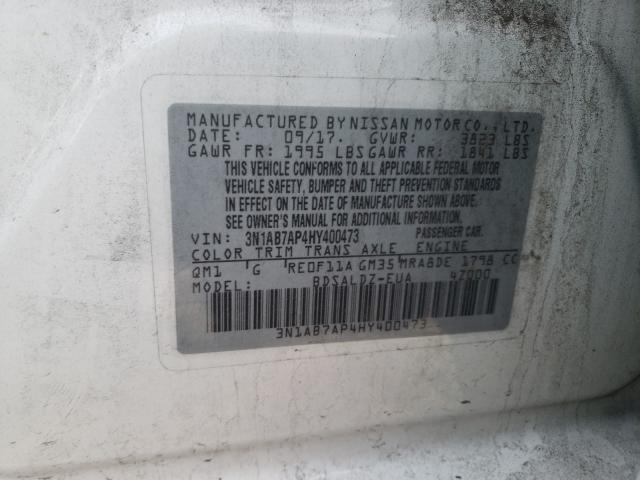 MANUFACTURED BY NISSAN MOTOR CO., LTD.
DATE: 09/17. GVWR: 3823 LBS
GAWR FR: 1995 LBS GAWR RR: 1841 LBS
THIS VEHICLE CONFORMS TO ALL APPLICABLE FEDERAL MOTOR
VEHICLE SAFETY, BUMPER AND THEFT PREVENTION STANDARDS
IN EFFECT ON THE DATE OF MANUFACTURE SHOWN ABOVE.
SEE OWNER'S MANUAL FOR ADDITIONAL INFORMATION.
VIN: 3N1AB7AP4HY400473 PASSENGER CAR.
COLOR TRIM TRANS AXLE ENGINE
QM1 G RE0F11A GM35 MRA8DE 1798 CC
BDSALDZ-EUA 47000
3N1AB7AP4HY400473